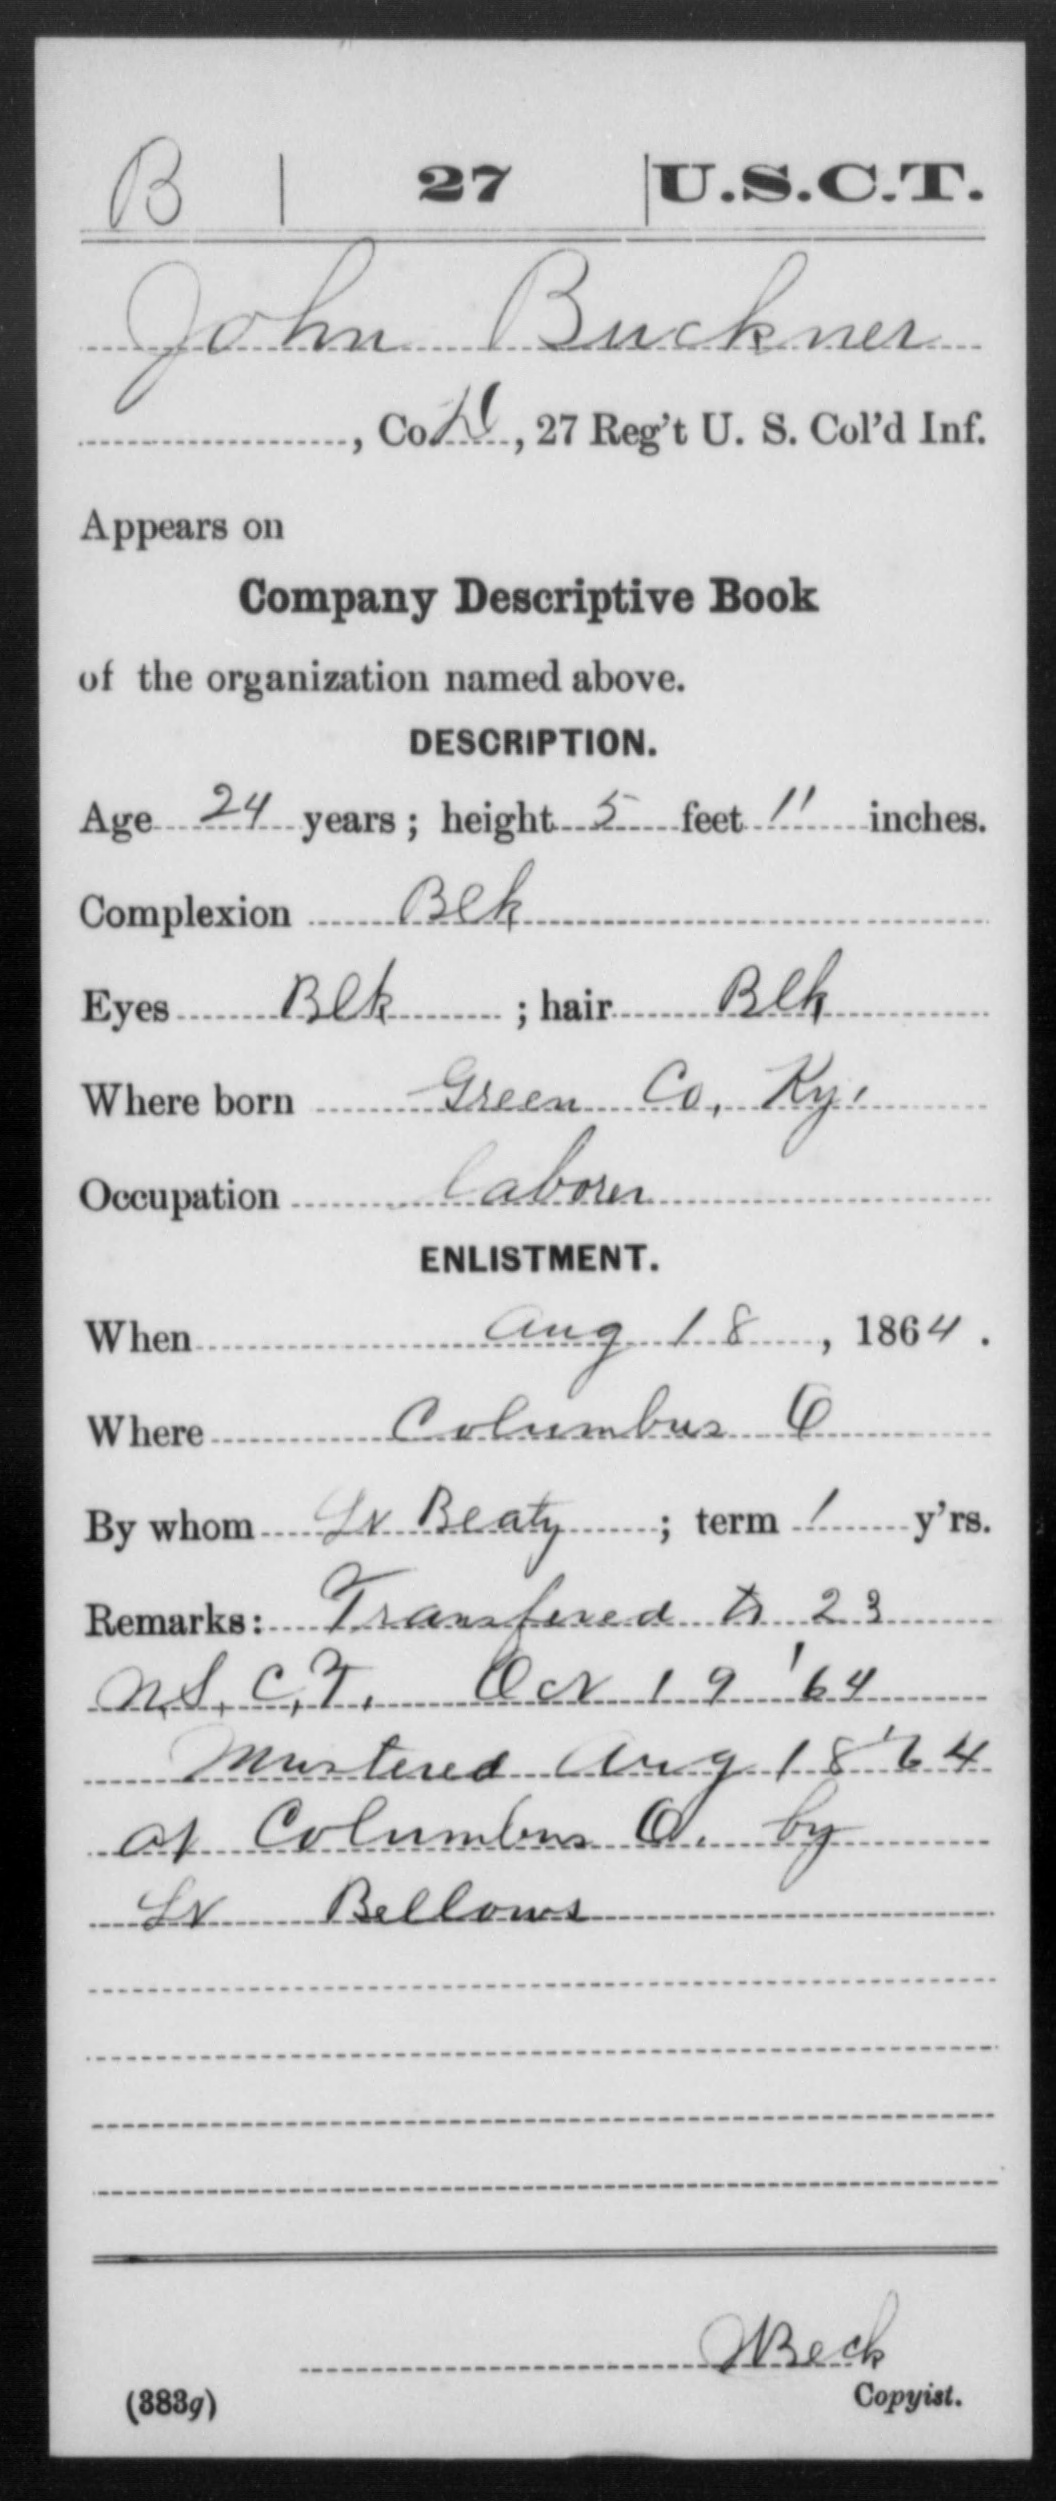 B | 27 | U.S.C.T.
John Buckner
, Co. D, 27 Reg't U. S. Col'd Inf.
Appears on
Company Descriptive Book
of the organization named above.
DESCRIPTION.
Age 24 years; height 5 feet 11 inches.
Complexion Blk
Eyes Blk; hair Blk
Where born Green Co, Ky.
Occupation laborer
ENLISTMENT.
When Aug 18, 1864.
Where Columbus O
By whom Lt Beaty; term 1 y'rs.
Remarks: Transfered to 23
U.S.C.T. Oct 19 '64
Mustered Aug 18 '64
at Columbus O. by
Lt Bellows
Beck
(383g) Copyist.